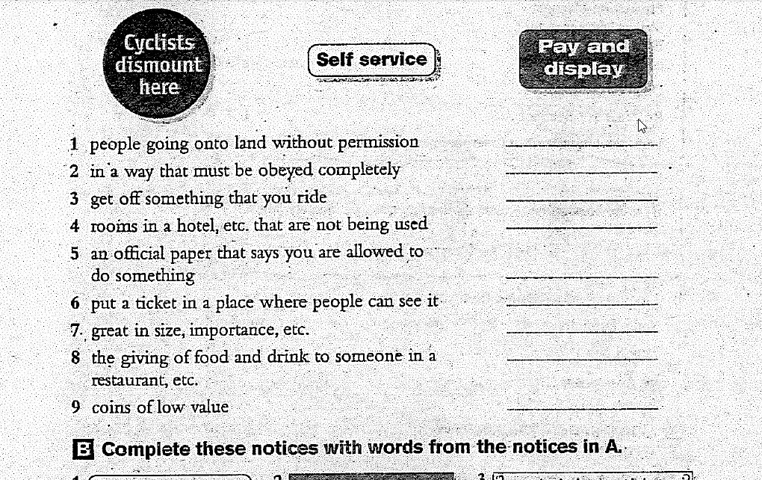 Cyclists
dismount
here
Self service
Pay and
display
1 people going onto land without permission
2 in a way that must be obeyed completely
3 get off something that you ride
4 rooms in a hotel, etc. that are not being used
5 an official paper that says you are allowed to
do something
6 put a ticket in a place where people can see it
7 great in size, importance, etc.
8 the giving of food and drink to someone in a
restaurant, etc.
9 coins of low value
B Complete these notices with words from the notices in A.